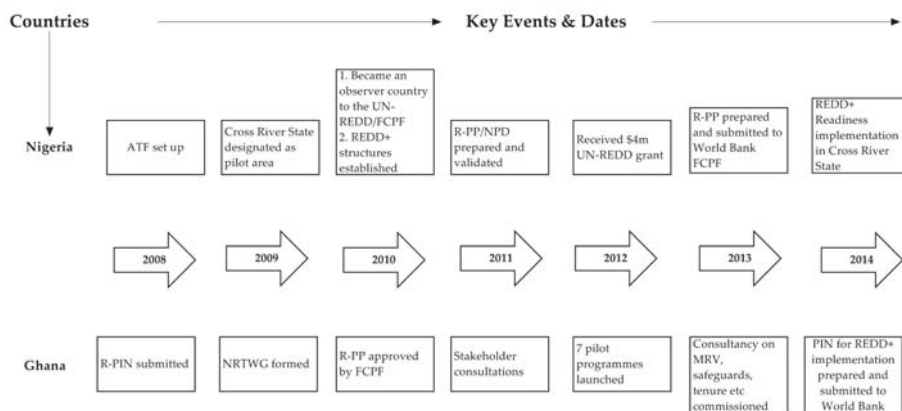 Countries
Key Events & Dates
Nigeria
ATF set up
Cross River State
designated as
pilot area
1. Became an
observer country
to the UN-
REDD/FCPF
2. REDD+
structures
established
R-PP/NPD
prepared and
validated
Received $4m
UN-REDD grant
R-PP prepared
and submitted to
World Bank
FCPF
REDD+
Readiness
implementation
in Cross River
State
2008
2009
2010
2011
2012
2013
2014
Ghana
R-PIN submitted
NRTWG formed
R-PP approved
by FCPF
Stakeholder
consultations
7 pilot
programmes
launched
Consultancy on
MRV,
safeguards,
tenure etc
commissioned
PIN for REDD+
implementation
prepared and
submitted to
World Bank